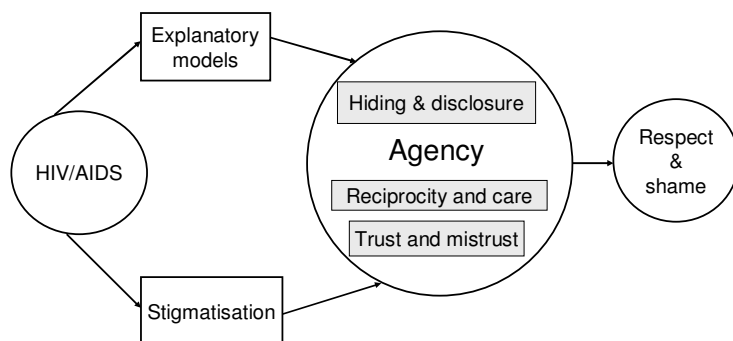 Explanatory
models
Hiding & disclosure
Respect
&
shame
Agency
HIV/AIDS
Reciprocity and care
Trust and mistrust
Stigmatisation